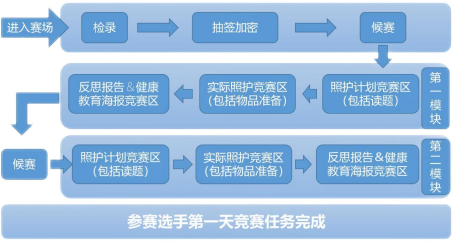 进入赛场
检录
抽签加密
候赛
反思报告&健康
教育海报竞赛区
实际照护竞赛区
(包括物品准备)
照护计划竞赛区
(包括读题)
第一模块
候赛
照护计划竞赛区
(包括读题)
实际照护竞赛区
(包括物品准备)
反思报告&健康
教育海报竞赛区
第二模块
参赛选手第一天竞赛任务完成